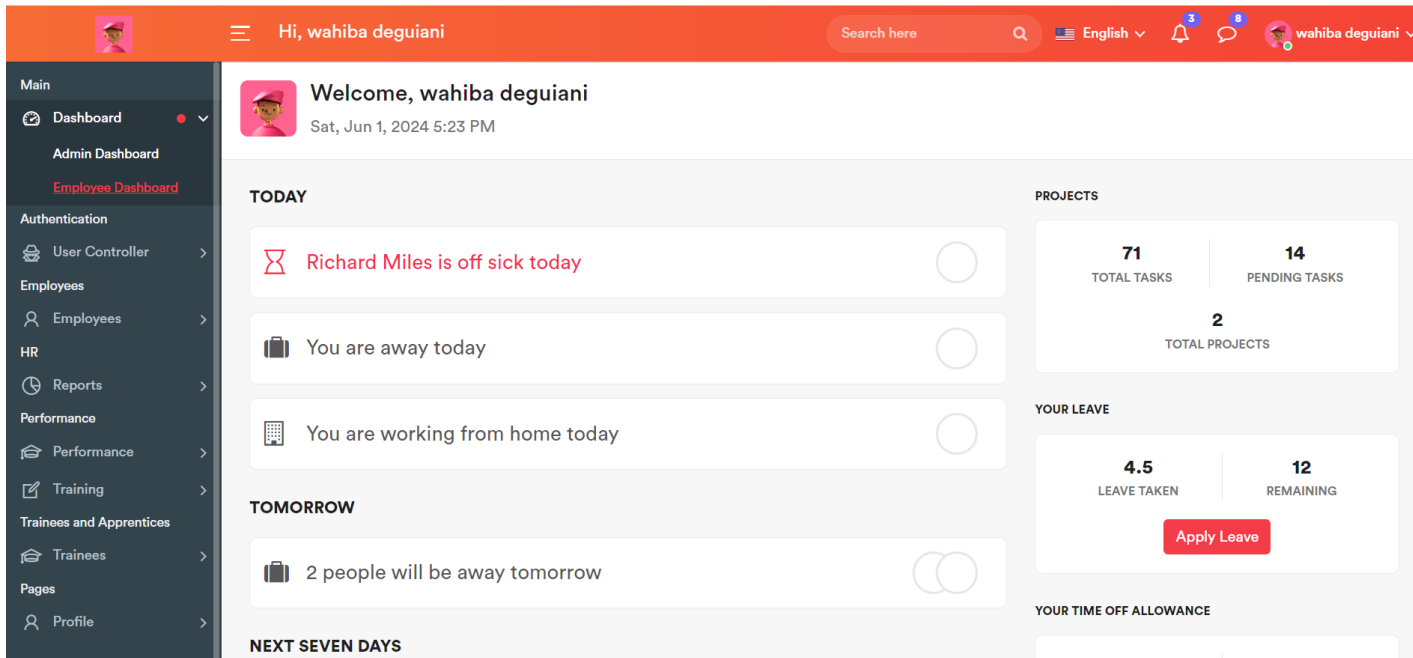 Hi, wahiba deguiani
Search here
English
3
8
wahiba deguiani
Main
Dashboard
Admin Dashboard
Employee Dashboard
Authentication
User Controller
Employees
Employees
HR
Reports
Performance
Performance
Training
Trainees and Apprentices
Trainees
Pages
Profile
Welcome, wahiba deguiani
Sat, Jun 1, 2024 5:23 PM
TODAY
Richard Miles is off sick today
You are away today
You are working from home today
TOMORROW
2 people will be away tomorrow
NEXT SEVEN DAYS
PROJECTS
71
TOTAL TASKS
14
PENDING TASKS
2
TOTAL PROJECTS
YOUR LEAVE
4.5
LEAVE TAKEN
12
REMAINING
Apply Leave
YOUR TIME OFF ALLOWANCE